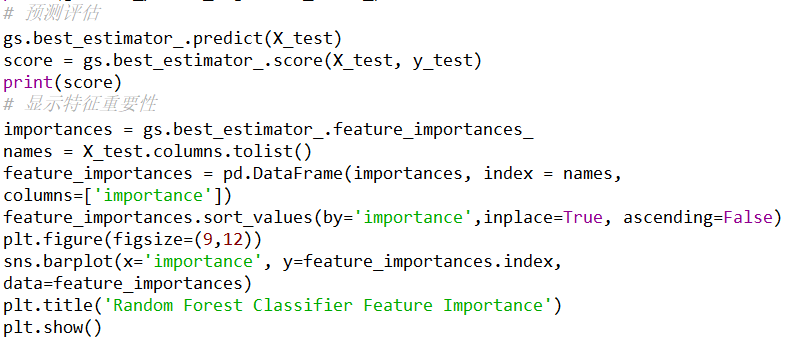 # 预测评估
gs.best_estimator_.predict(X_test)
score = gs.best_estimator_.score(X_test, y_test)
print(score)
# 显示特征重要性
importances = gs.best_estimator_.feature_importances_
names = X_test.columns.tolist()
feature_importances = pd.DataFrame(importances, index = names,
columns=['importance'])
feature_importances.sort_values(by='importance',inplace=True, ascending=False)
plt.figure(figsize=(9,12))
sns.barplot(x='importance', y=feature_importances.index,
data=feature_importances)
plt.title('Random Forest Classifier Feature Importance')
plt.show()